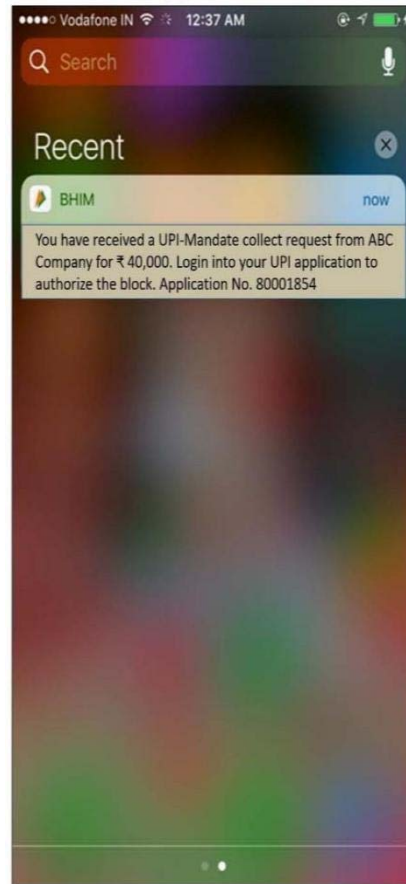 Vodafone IN 12:37 AM
Search
Recent
BHIM now
You have received a UPI-Mandate collect request from ABC
Company for ₹ 40,000. Login into your UPI application to
authorize the block. Application No. 80001854